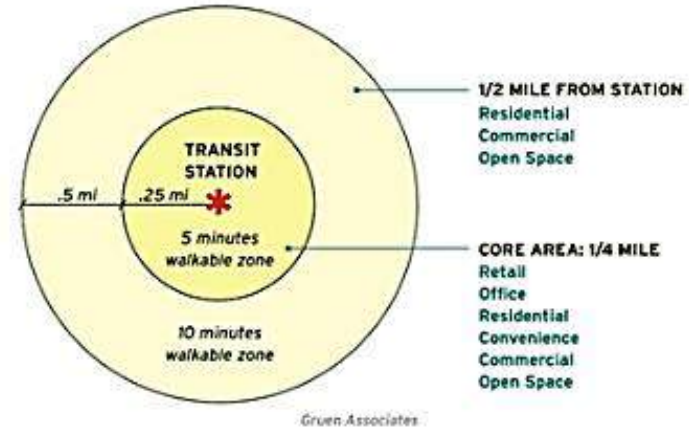 TRANSIT
STATION
.5 mi
.25 mi
5 minutes
walkable zone
10 minutes
walkable zone
1/2 MILE FROM STATION
Residential
Commercial
Open Space
CORE AREA: 1/4 MILE
Retail
Office
Residential
Convenience
Commercial
Open Space
Gruen Associates